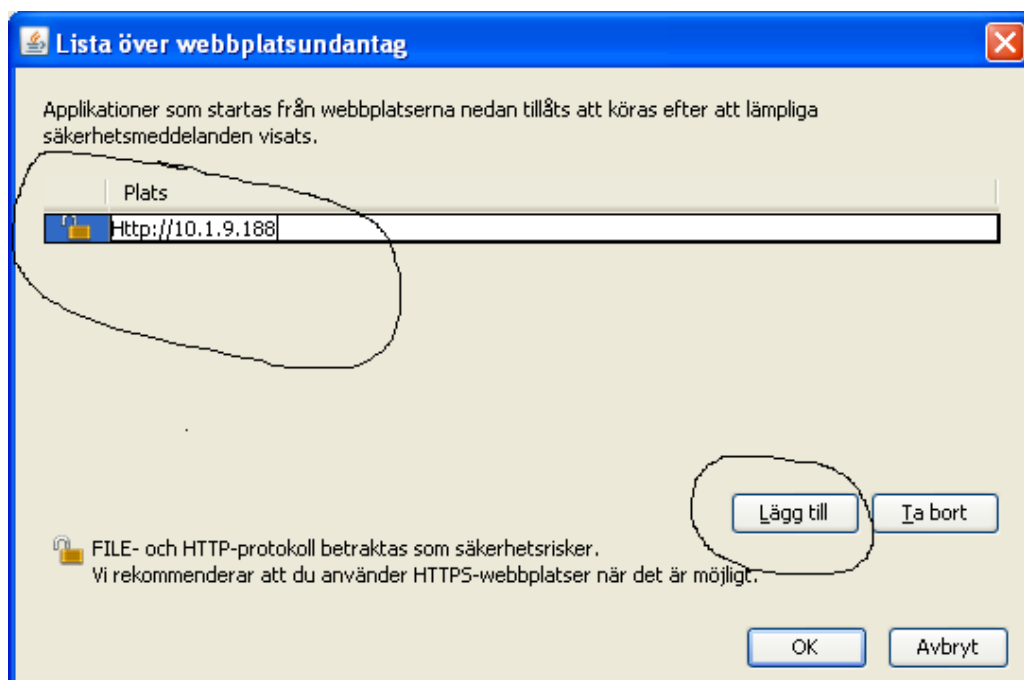 Lista över webbplatsundantag
Applikationer som startas från webbplatserna nedan tillåts att köras efter att lämpliga
säkerhetsmeddelanden visats.
Plats
Http://10.1.9.188
Lägg till
Ta bort
FILE- och HTTP-protokoll betraktas som säkerhetsrisker.
Vi rekommenderar att du använder HTTPS-webbplatser när det är möjligt.
OK
Avbryt